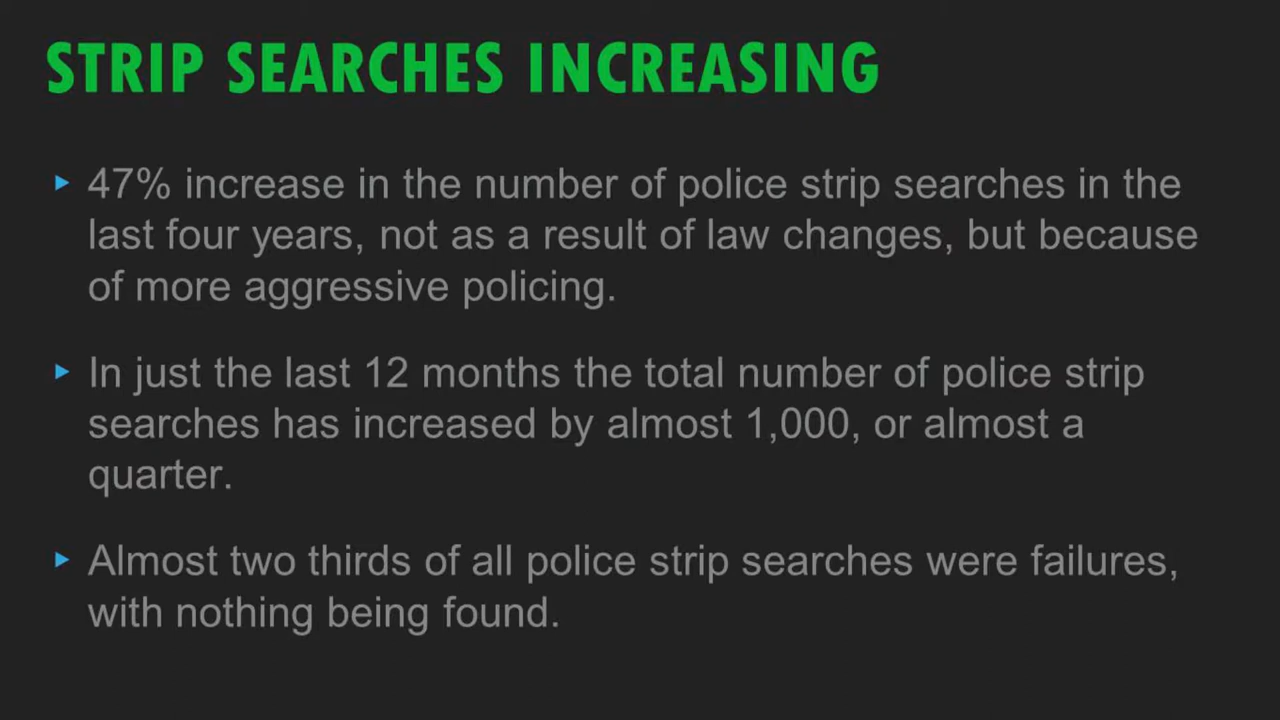 STRIP SEARCHES INCREASING
47% increase in the number of police strip searches in the
last four years, not as a result of law changes, but because
of more aggressive policing.
In just the last 12 months the total number of police strip
searches has increased by almost 1,000, or almost a
quarter.
Almost two thirds of all police strip searches were failures,
with nothing being found.